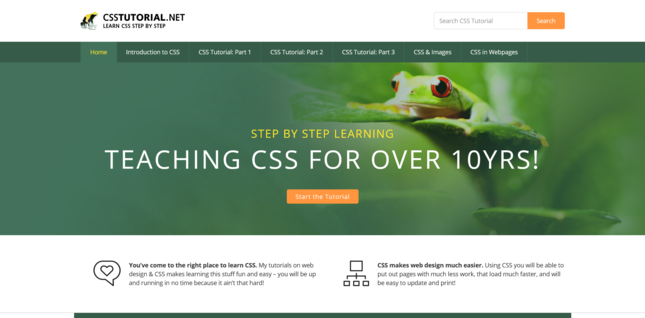 CSSTUTORIAL.NET
LEARN CSS STEP BY STEP
Search CSS Tutorial
Search
Home
Introduction to CSS
CSS Tutorial: Part 1
CSS Tutorial: Part 2
CSS Tutorial: Part 3
CSS & Images
CSS in Webpages
STEP BY STEP LEARNING
TEACHING CSS FOR OVER 10YRS!
Start the Tutorial
You've come to the right place to learn CSS. My tutorials on web
design & CSS makes learning this stuff fun and easy – you will be up
and running in no time because it ain't that hard!
CSS makes web design much easier. Using CSS you will be able to
put out pages with much less work, that load much faster, and will
be easy to update and print!